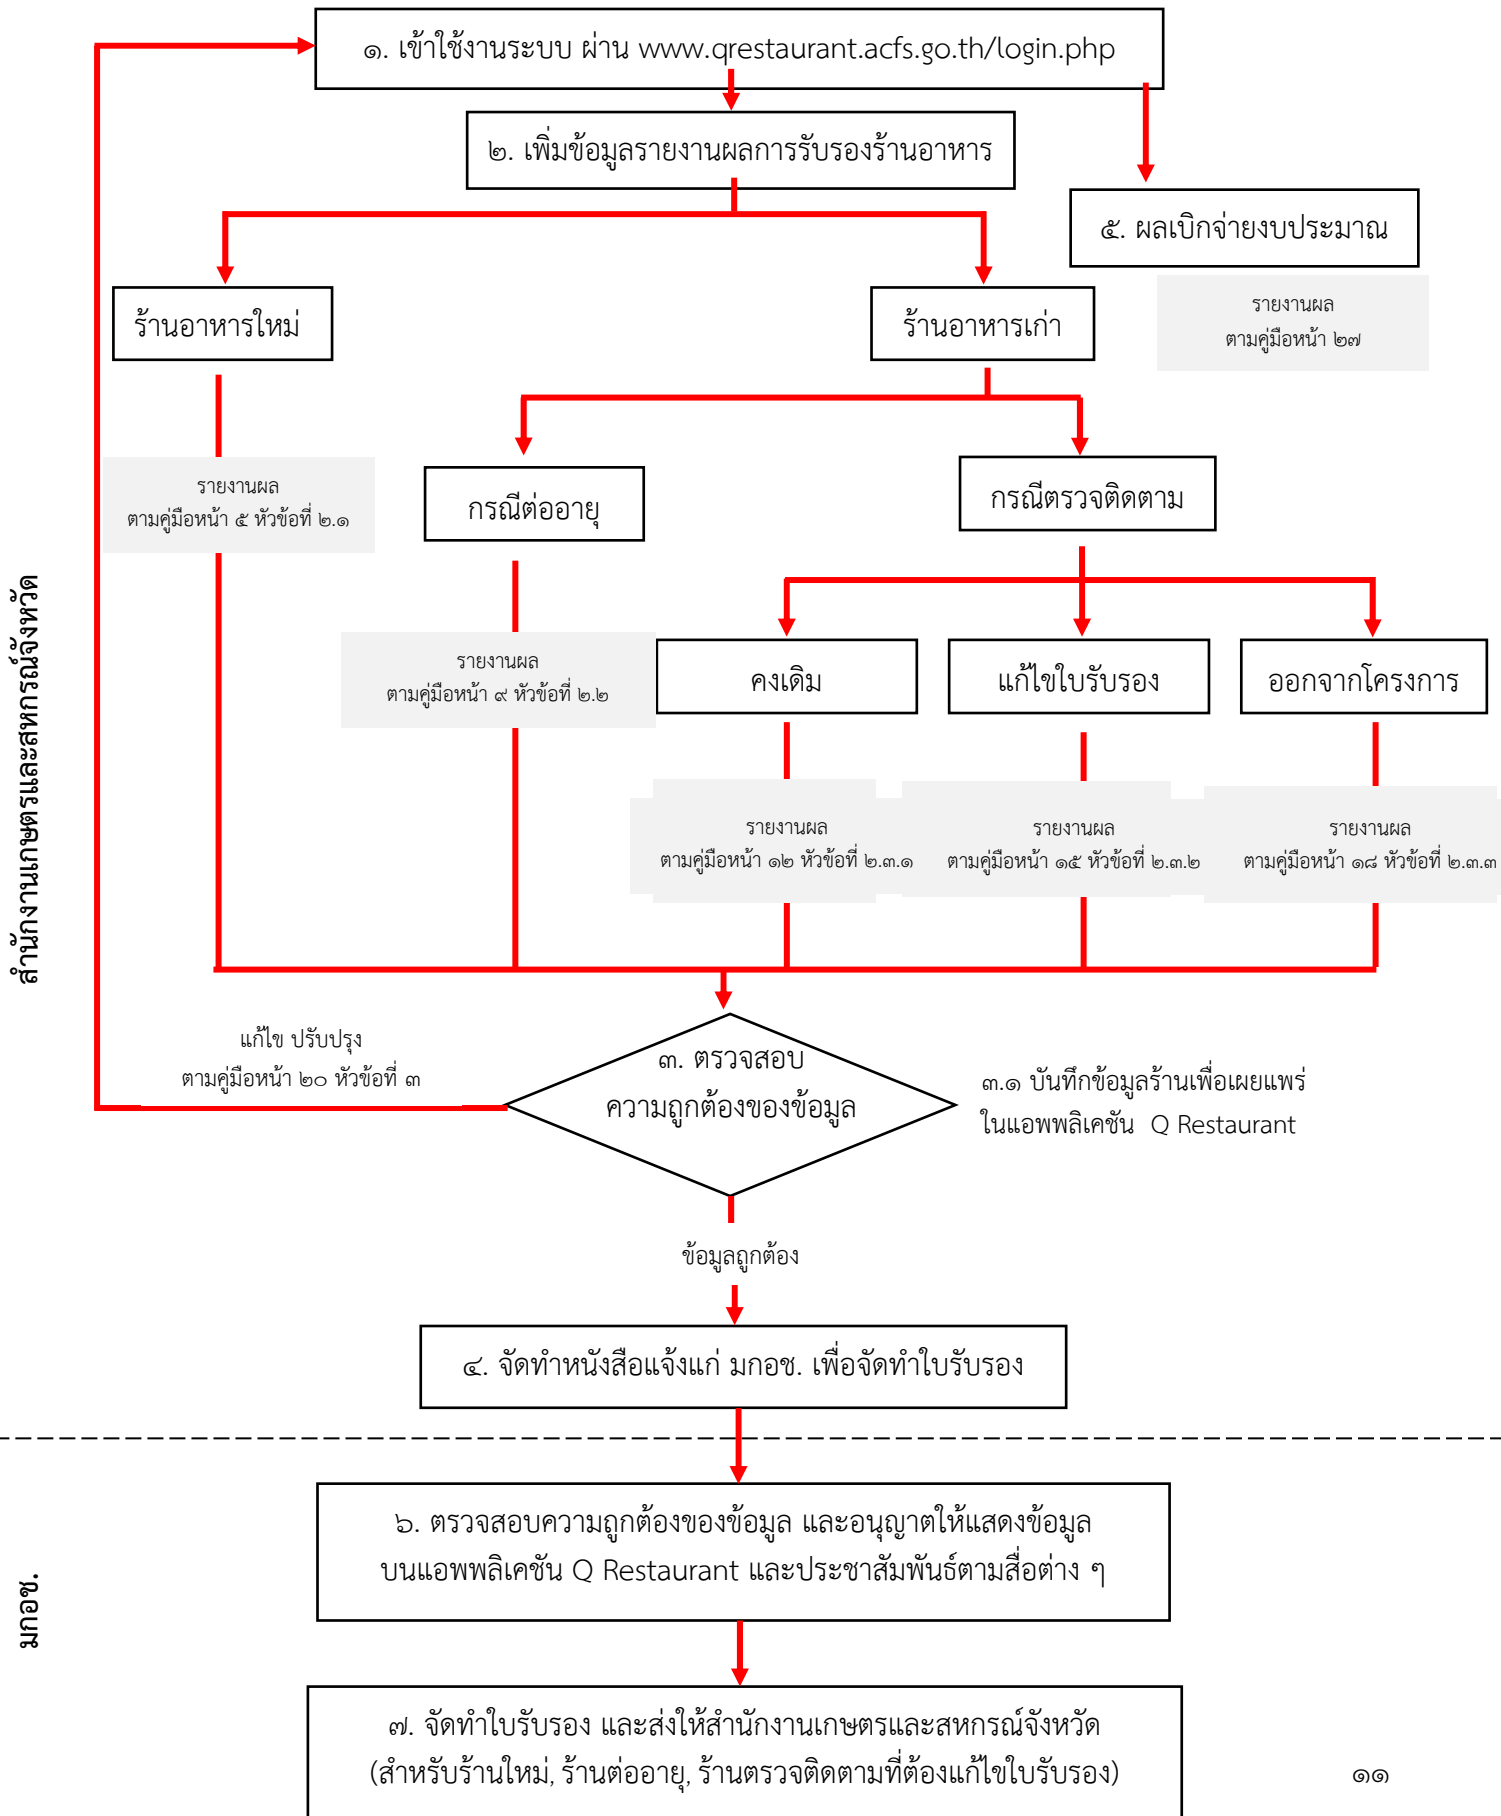 ๑. เข้าใช้งานระบบ ผ่าน www.qrestaurant.acfs.go.th/login.php
๒. เพิ่มข้อมูลรายงานผลการรับรองร้านอาหาร
๕. ผลเบิกจ่ายงบประมาณ
รายงานผล
ตามคู่มือหน้า ๒๗
ร้านอาหารใหม่
ร้านอาหารเก่า
รายงานผล
ตามคู่มือหน้า ๕ หัวข้อที่ ๒.๑
กรณีต่ออายุ
กรณีตรวจติดตาม
รายงานผล
ตามคู่มือหน้า ๙ หัวข้อที่ ๒.๒
คงเดิม
แก้ไขใบรับรอง
ออกจากโครงการ
รายงานผล
ตามคู่มือหน้า ๑๒ หัวข้อที่ ๒.๓.๑
รายงานผล
ตามคู่มือหน้า ๑๕ หัวข้อที่ ๒.๓.๒
รายงานผล
ตามคู่มือหน้า ๑๘ หัวข้อที่ ๒.๓.๓
สำนักงานเกษตรและสหกรณ์จังหวัด
แก้ไข ปรับปรุง
ตามคู่มือหน้า ๒๐ หัวข้อที่ ๓
๓. ตรวจสอบ
ความถูกต้องของข้อมูล
๓.๑ บันทึกข้อมูลร้านเพื่อเผยแพร่
ในแอพพลิเคชัน Q Restaurant
ข้อมูลถูกต้อง
๔. จัดทำหนังสือแจ้งแก่ มกอช. เพื่อจัดทำใบรับรอง
มกอช.
๖. ตรวจสอบความถูกต้องของข้อมูล และอนุญาตให้แสดงข้อมูล
บนแอพพลิเคชัน Q Restaurant และประชาสัมพันธ์ตามสื่อต่าง ๆ
๗. จัดทำใบรับรอง และส่งให้สำนักงานเกษตรและสหกรณ์จังหวัด
(สำหรับร้านใหม่, ร้านต่ออายุ, ร้านตรวจติดตามที่ต้องแก้ไขใบรับรอง)
๑๑